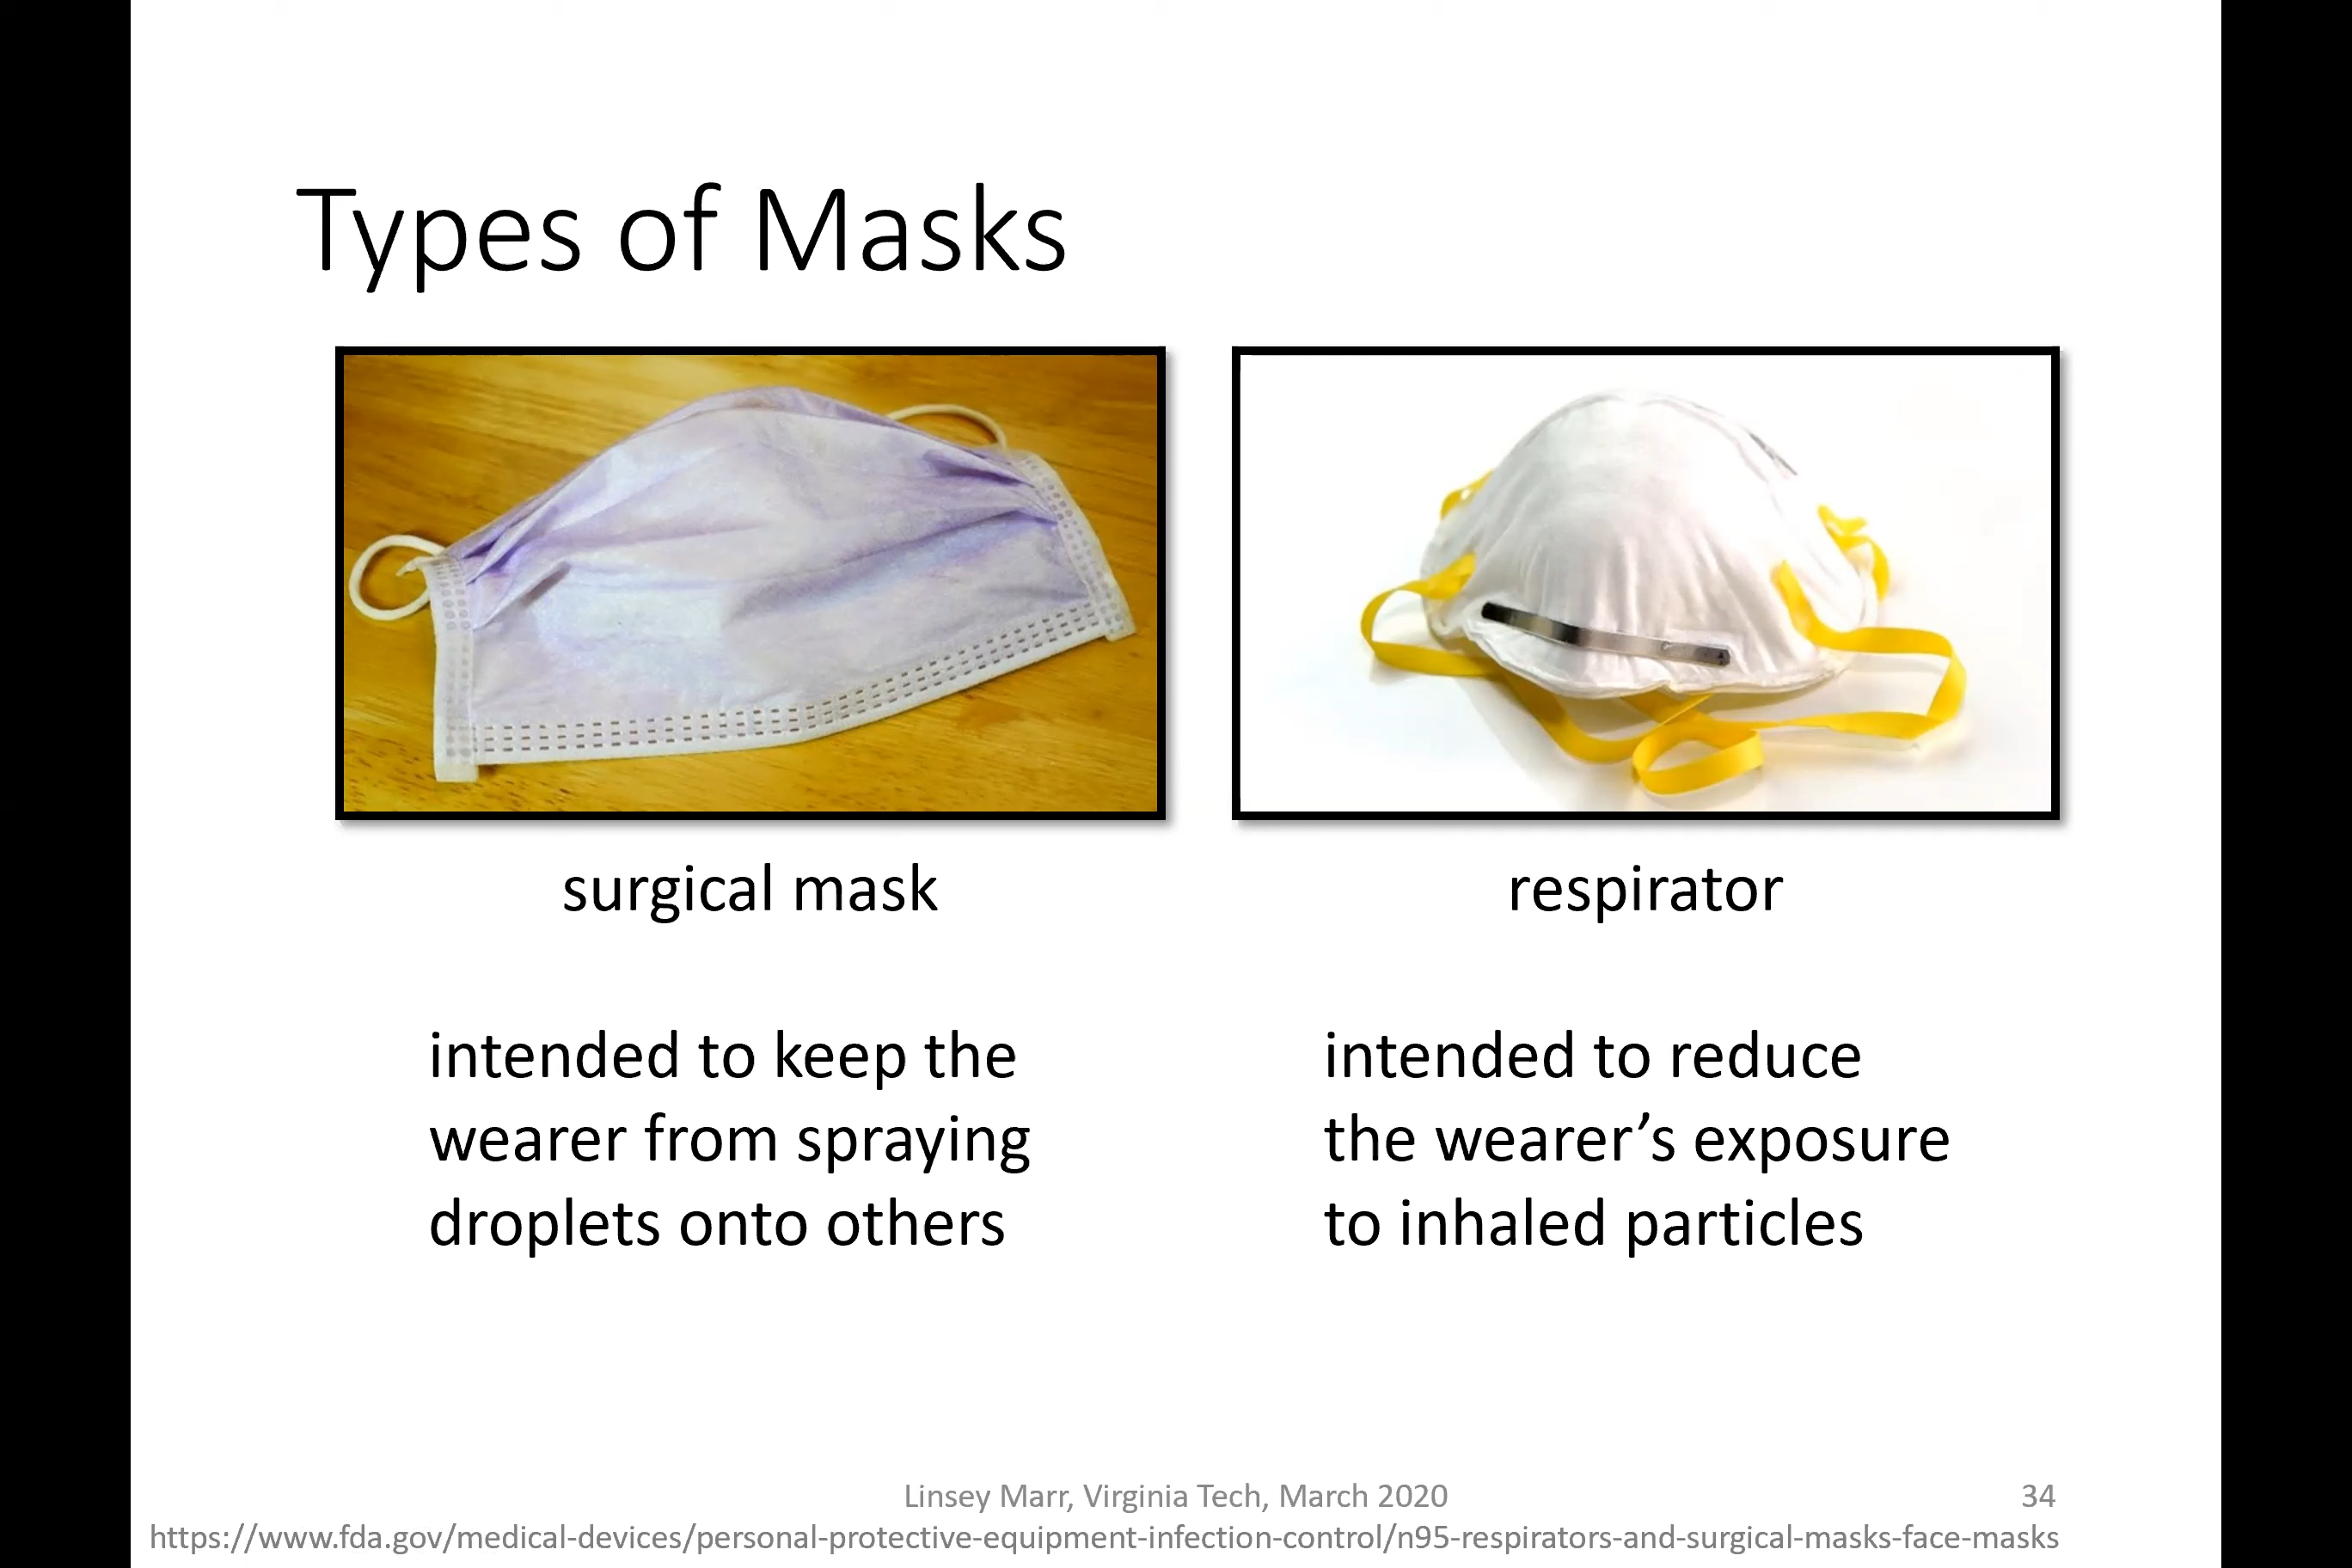 Types of Masks
surgical mask
intended to keep the
wearer from spraying
droplets onto others
respirator
intended to reduce
the wearer’s exposure
to inhaled particles
Linsey Marr, Virginia Tech, March 2020
34
https://www.fda.gov/medical-devices/personal-protective-equipment-infection-control/n95-respirators-and-surgical-masks-face-masks